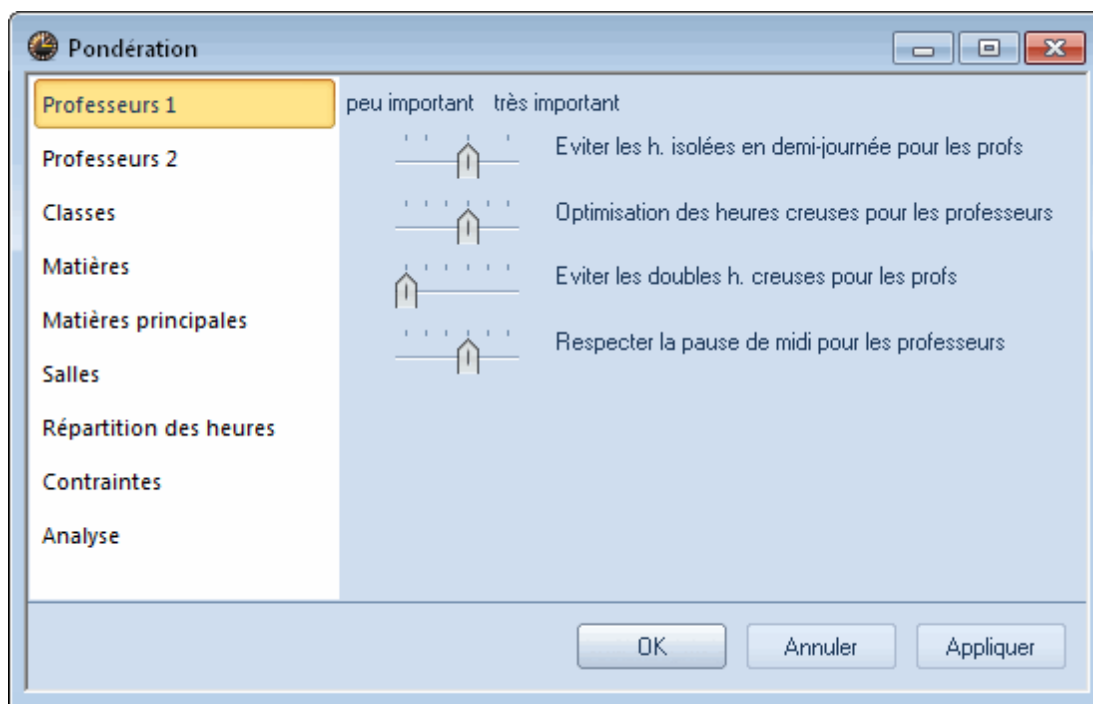 Pondération
Professeurs 1
Professeurs 2
Classes
Matières
Matières principales
Salles
Répartition des heures
Contraintes
Analyse
peu important très important
Eviter les h. isolées en demi-journée pour les profs
Optimisation des heures creuses pour les professeurs
Eviter les doubles h. creuses pour les profs
Respecter la pause de midi pour les professeurs
OK Annuler Appliquer